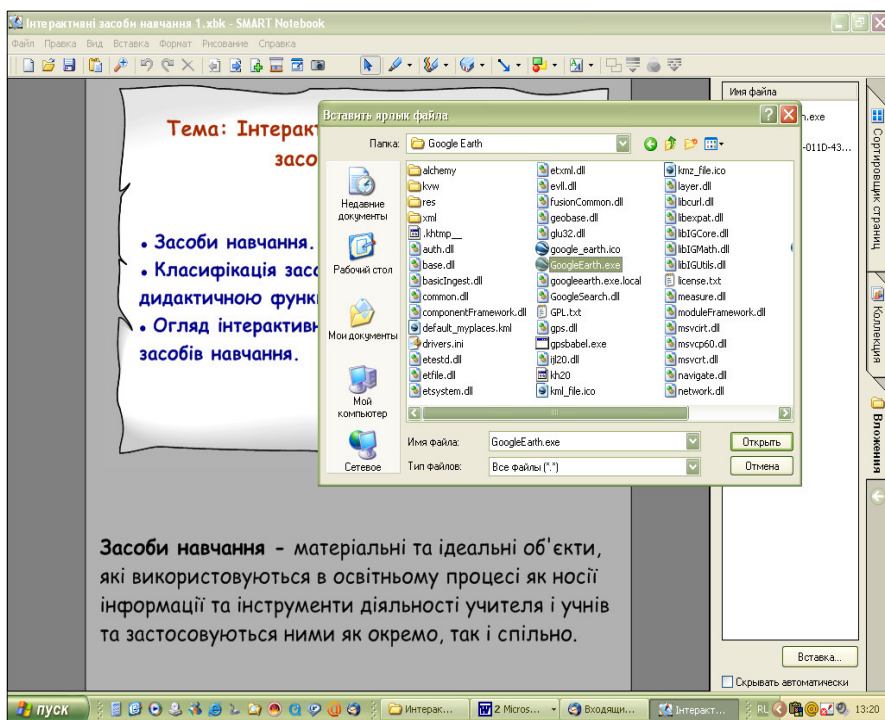 Інтерактивні засоби навчання 1.xbk - SMART Notebook
Файл Правка Вид Вставка Формат Рисование Справка
Имя файла
Тема: Інтеракт
засо
• Засоби навчання.
• Класифікація засо
дидактичною функ
• Огляд інтерактивн
засобів навчання.
Вставить ярлык файла
Папка: Google Earth
Недавние документы
Рабочий стол
Мои документы
Мой компьютер
Сетевое
alchemy
kvw
res
xml
.khtmp__
auth.dll
base.dll
basicIngest.dll
common.dll
componentFramework.dll
default_myplaces.kml
drivers.ini
etestd.dll
etfile.dll
etsystem.dll
etxml.dll
evll.dll
fusionCommon.dll
geobase.dll
glu32.dll
google_earth.ico
GoogleEarth.exe
googleearth.exe.local
GoogleSearch.dll
GPL.txt
gps.dll
gpsbabel.exe
ijl20.dll
kh20
kml_file.ico
kmz_file.ico
layer.dll
libcurl.dll
libexpat.dll
libIGCore.dll
libIGMath.dll
libIGUtils.dll
license.txt
measure.dll
moduleFramework.dll
msvcirt.dll
msvcp60.dll
msvcrt.dll
navigate.dll
network.dll
Имя файла: GoogleEarth.exe
Открыть
Тип файлов: Все файлы (*.*)
Отмена
h.exe
-011D-43...
Сортировщик страниц
Коллекция
Вложения
Засоби навчання – матеріальні та ідеальні об'єкти,
які використовуються в освітньому процесі як носії
інформації та інструменти діяльності учителя і учнів
та застосовуються ними як окремо, так і спільно.
Вставка...
Скрывать автоматически
пуск
Интерак...
2 Micros...
Входящи...
Інтеракт...
RL
13:20